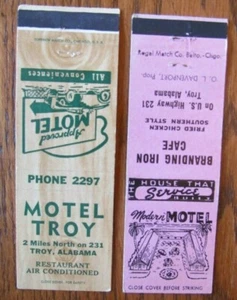 All Conveniences
Approved
MOTEL
PHONE 2297
MOTEL
TROY
2 Miles North on 231
TROY, ALABAMA
RESTAURANT
AIR CONDITIONED
Regal Match Co. Balto.-Chgo.
O. L. DAVENPORT, Prop.
Troy, Alabama
On U.S. Highway 231
SOUTHERN STYLE
FRIED CHICKEN
CAFE
BRANDING IRON
HOUSE THAT
Service
Modern MOTEL
CLOSE COVER BEFORE STRIKING